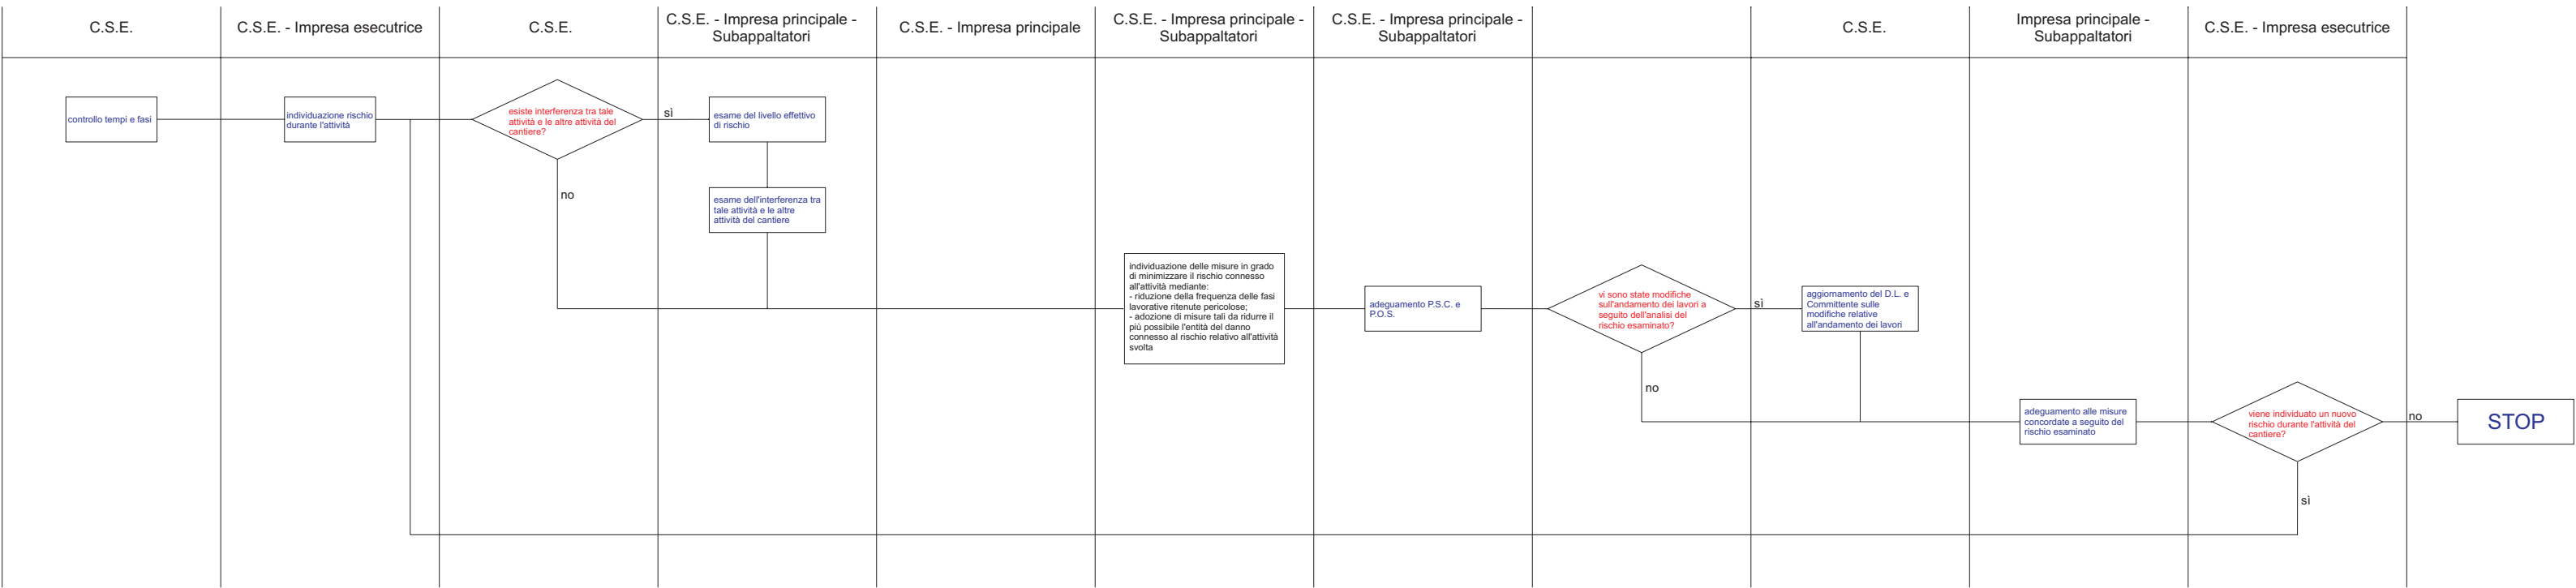 C.S.E.
C.S.E. - Impresa esecutrice
C.S.E.
C.S.E. - Impresa principale -
Subappaltatori
C.S.E. - Impresa principale
C.S.E. - Impresa principale -
Subappaltatori
C.S.E. - Impresa principale -
Subappaltatori
C.S.E.
Impresa principale -
Subappaltatori
C.S.E. - Impresa esecutrice
controllo tempi e fasi
individuazione rischio
durante l'attività
esiste interferenza tra tale
attività e le altre attività del
cantiere?
sì
no
esame del livello effettivo
di rischio
esame dell'interferenza tra
tale attività e le altre
attività del cantiere
individuazione delle misure in grado
di minimizzare il rischio connesso
all'attività mediante:
- riduzione della frequenza delle fasi
lavorative ritenute pericolose;
- adozione di misure tali da ridurre il
più possibile l'entità del danno
connesso al rischio relativo all'attività
svolta
adeguamento P.S.C. e
P.O.S.
vi sono state modifiche
sull'andamento dei lavori a
seguito dell'analisi del
rischio esaminato?
sì
no
aggiornamento del D.L. e
Committente sulle
modifiche relative
all'andamento dei lavori
adeguamento alle misure
concordate a seguito del
rischio esaminato
viene individuato un nuovo
rischio durante l'attività del
cantiere?
no
sì
STOP